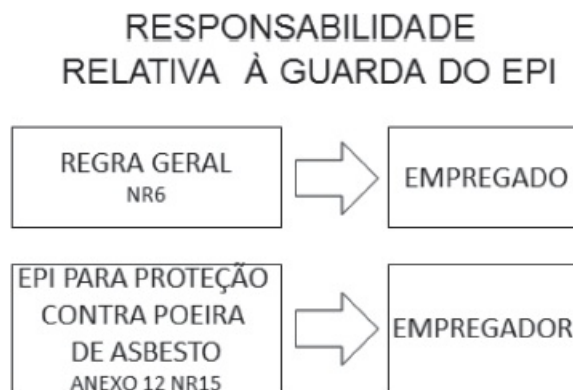 RESPONSABILIDADE
RELATIVA À GUARDA DO EPI
REGRA GERAL
NR6
EMPREGADO
EPI PARA PROTEÇÃO
CONTRA POEIRA
DE ASBESTO
ANEXO 12 NR15
EMPREGADOR